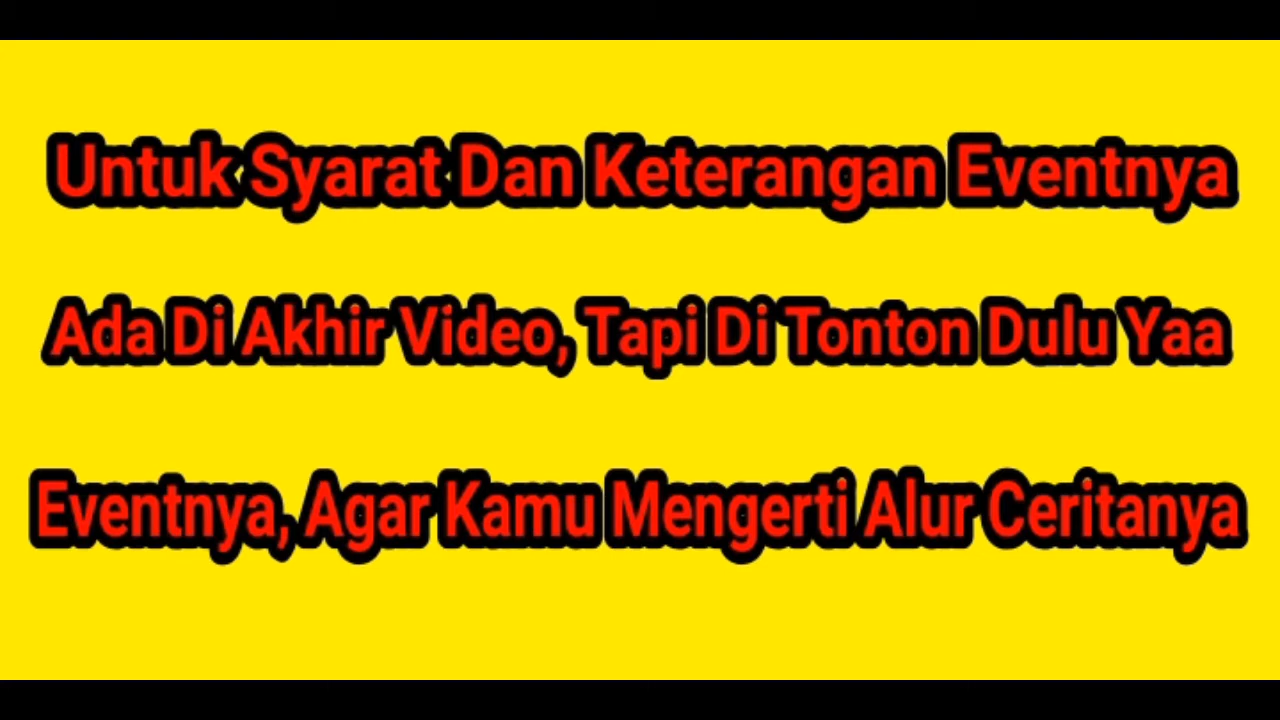 Untuk Syarat Dan Keterangan Eventnya
Ada Di Akhir Video, Tapi Di Tonton Dulu Yaa
Eventnya, Agar Kamu Mengerti Alur Ceritanya